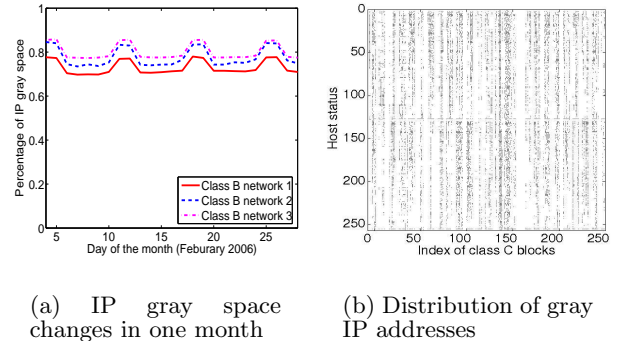 1
0.8
0.6
0.4
0.2
0
Percentage of IP gray space
Class B network 1
Class B network 2
Class B network 3
5 10 15 20 25
Day of the month (Feburary 2006)
0
50
100
150
200
250
Host status
0 50 100 150 200 250
Index of class C blocks
(a) IP gray space
changes in one month
(b) Distribution of gray
IP addresses